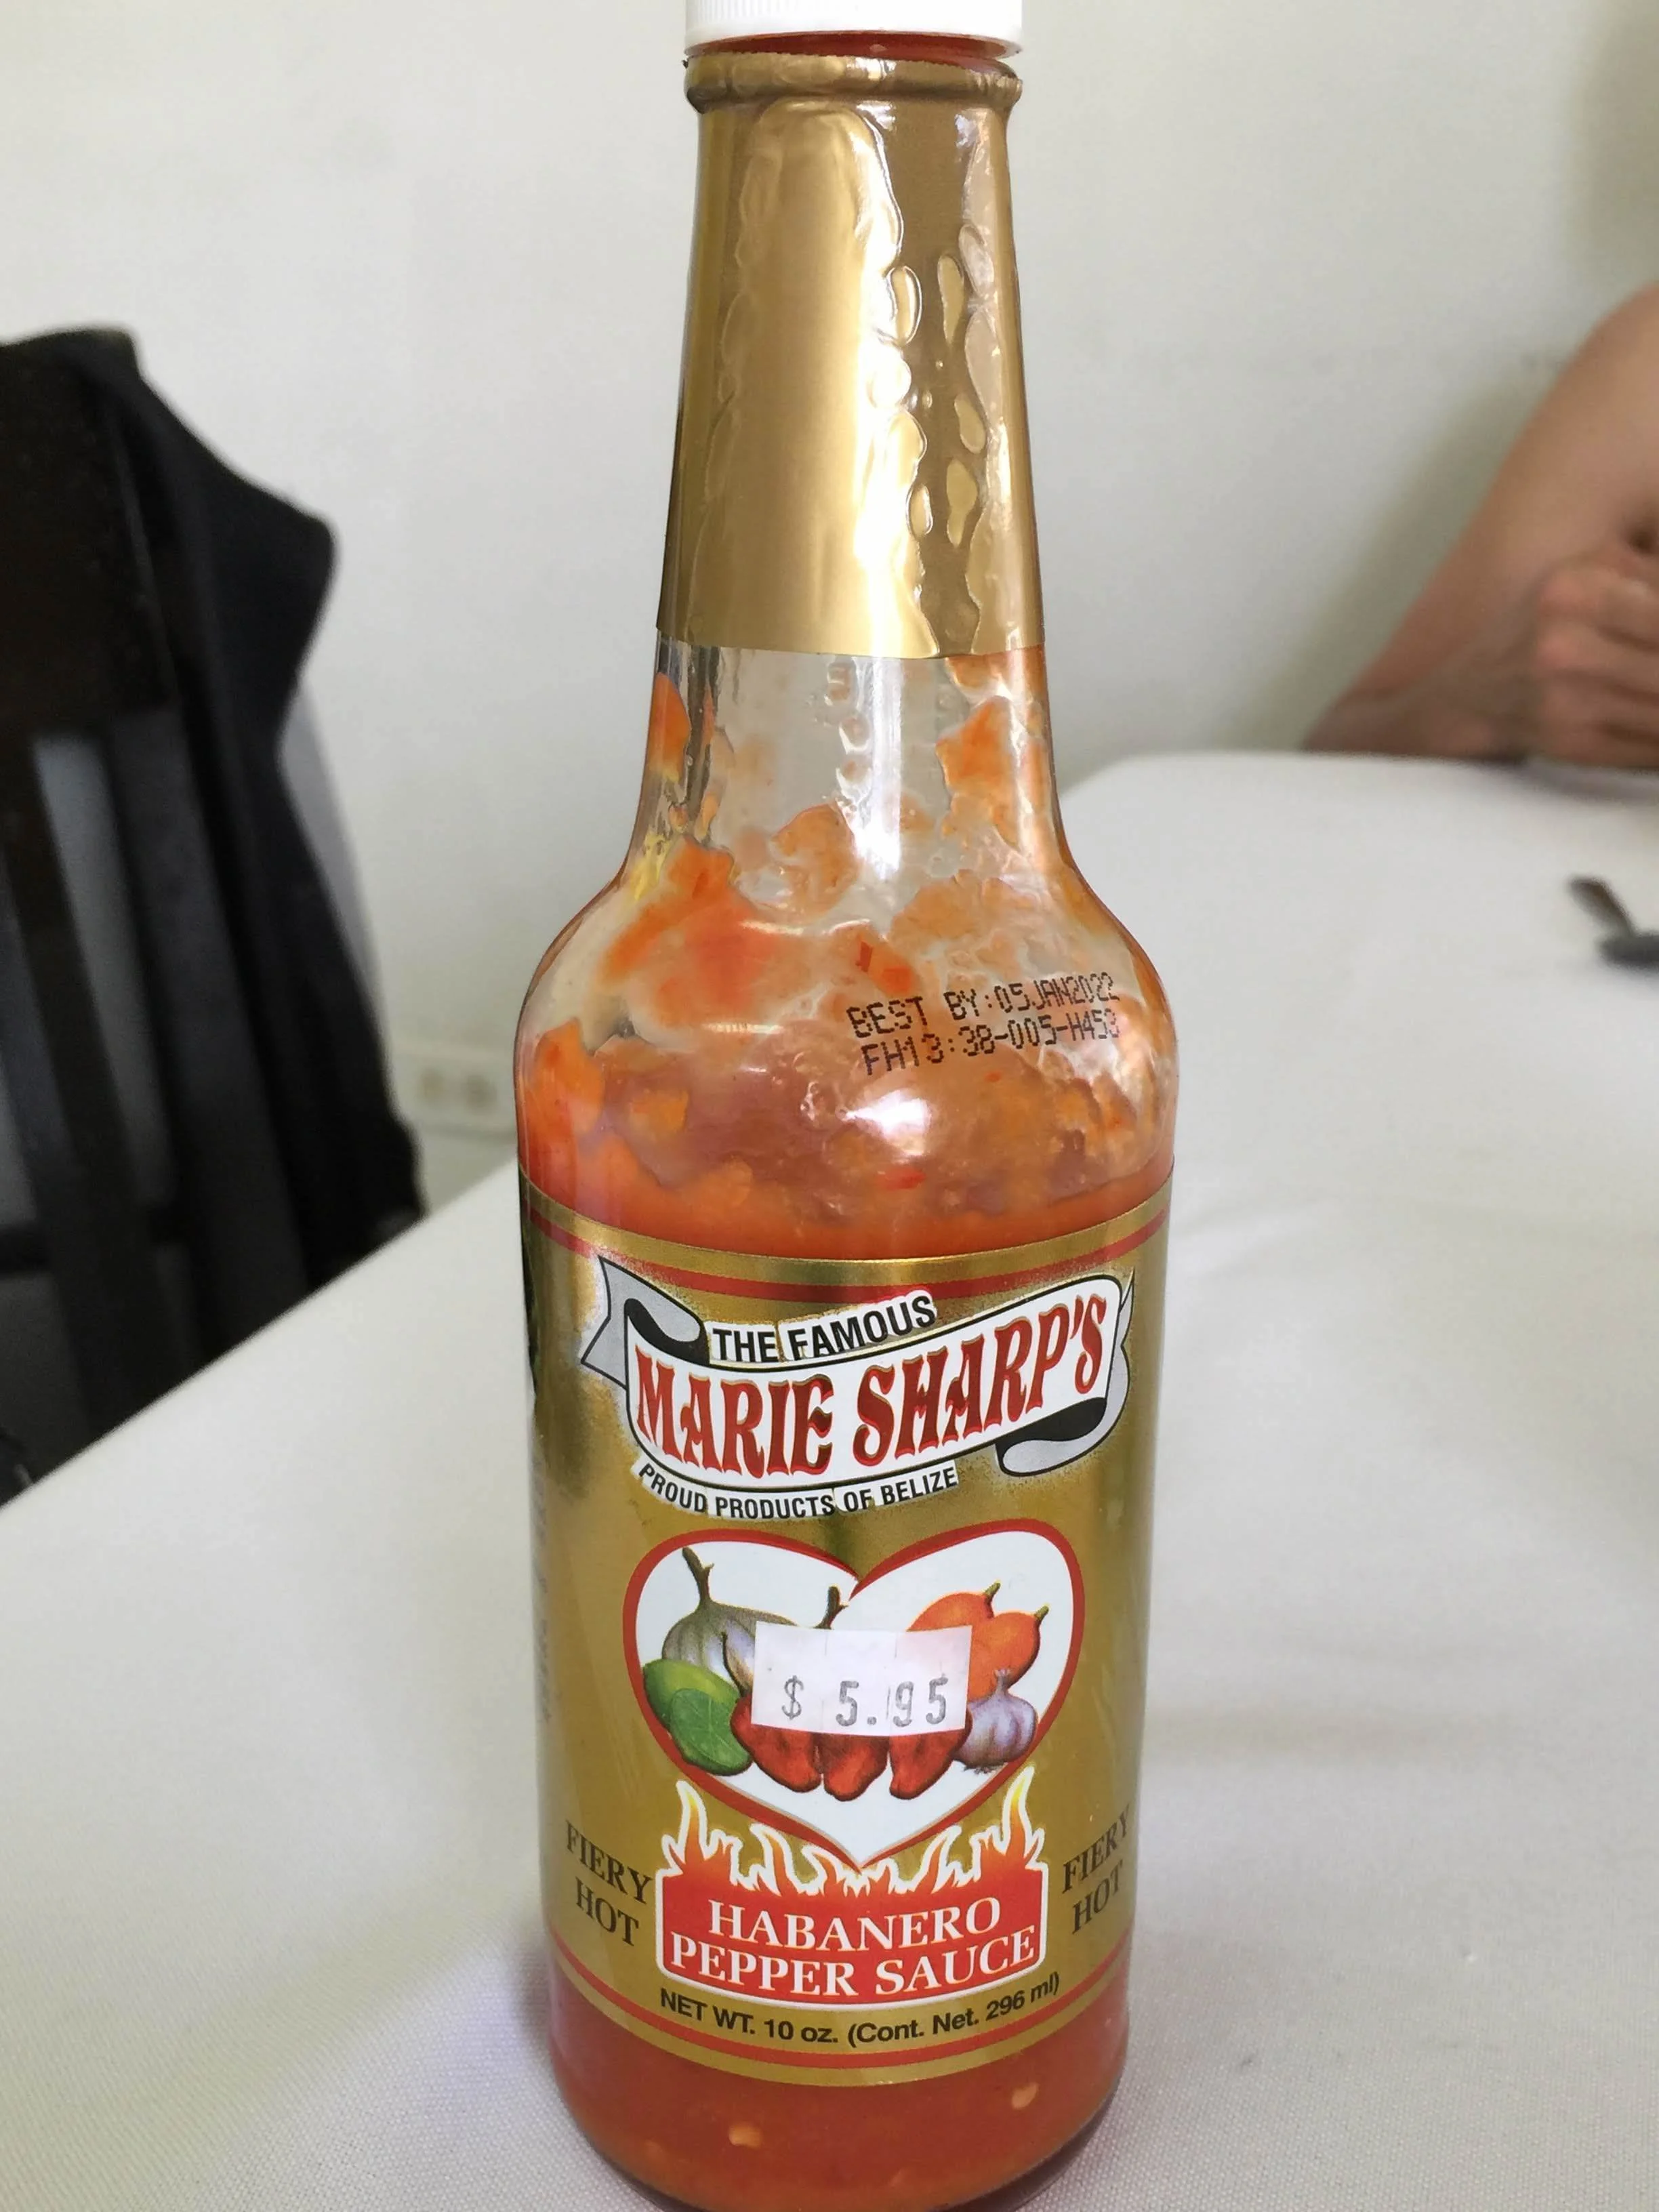 BEST BY:05JAN2022
FH13:38-005-H453
THE FAMOUS
MARIE SHARP'S
PROUD PRODUCTS OF BELIZE
$ 5.95
FIERY
HOT
FIERY
HOT
HABANERO
PEPPER SAUCE
NET WT. 10 oz. (Cont. Net. 296 ml)